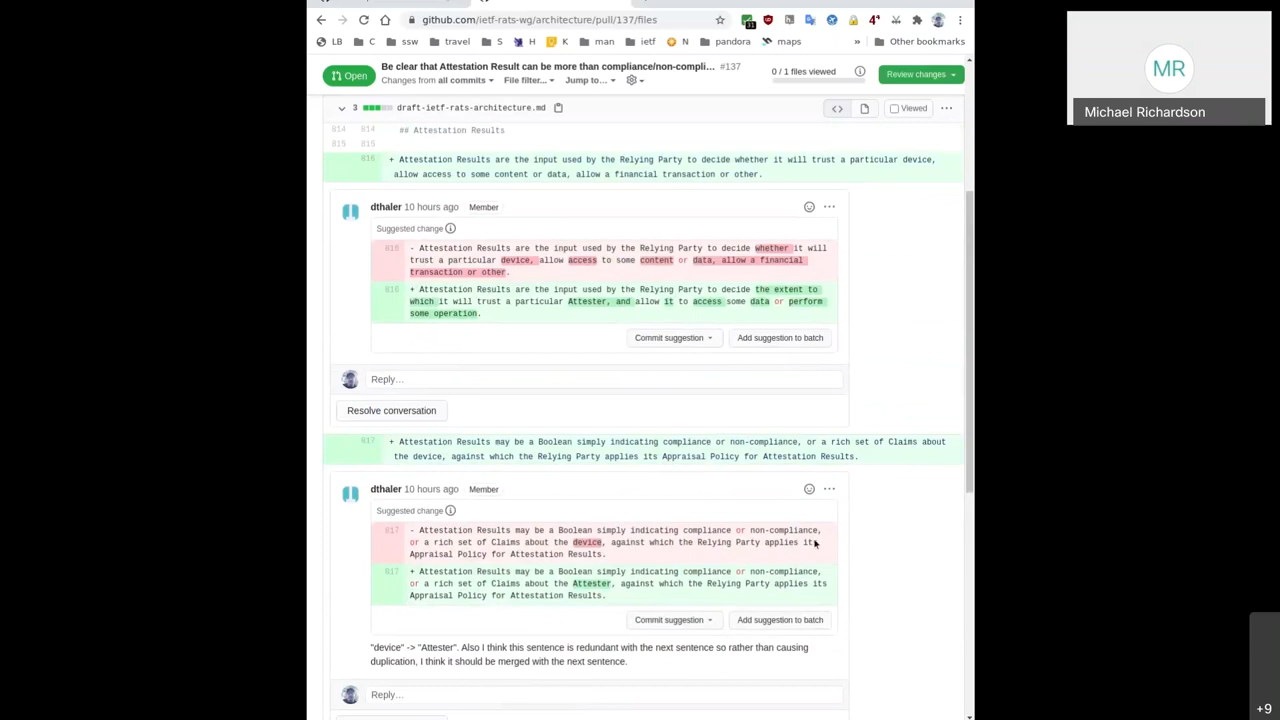 github.com/ietf-rats-wg/architecture/pull/137/files
LB C ssw travel S H K man ietf N pandora maps » Other bookmarks
Open
Be clear that Attestation Result can be more than compliance/non-compli... #137
Changes from all commits File filter... Jump to...
0 / 1 files viewed
Review changes
3 draft-ietf-rats-architecture.md
Viewed
814 814 ## Attestation Results
815 815
816 + Attestation Results are the input used by the Relying Party to decide whether it will trust a particular device,
allow access to some content or data, allow a financial transaction or other.
dthaler 10 hours ago Member
Suggested change
816 - Attestation Results are the input used by the Relying Party to decide whether it will
trust a particular device, allow access to some content or data, allow a financial
transaction or other.
816 + Attestation Results are the input used by the Relying Party to decide the extent to
which it will trust a particular Attester, and allow it to access some data or perform
some operation.
Commit suggestion Add suggestion to batch
Reply...
Resolve conversation
817 + Attestation Results may be a Boolean simply indicating compliance or non-compliance, or a rich set of Claims about
the device, against which the Relying Party applies its Appraisal Policy for Attestation Results.
dthaler 10 hours ago Member
Suggested change
817 - Attestation Results may be a Boolean simply indicating compliance or non-compliance,
or a rich set of Claims about the device, against which the Relying Party applies its
Appraisal Policy for Attestation Results.
817 + Attestation Results may be a Boolean simply indicating compliance or non-compliance,
or a rich set of Claims about the Attester, against which the Relying Party applies its
Appraisal Policy for Attestation Results.
Commit suggestion Add suggestion to batch
"device" -> "Attester". Also I think this sentence is redundant with the next sentence so rather than causing
duplication, I think it should be merged with the next sentence.
Reply...
MR
Michael Richardson
+9